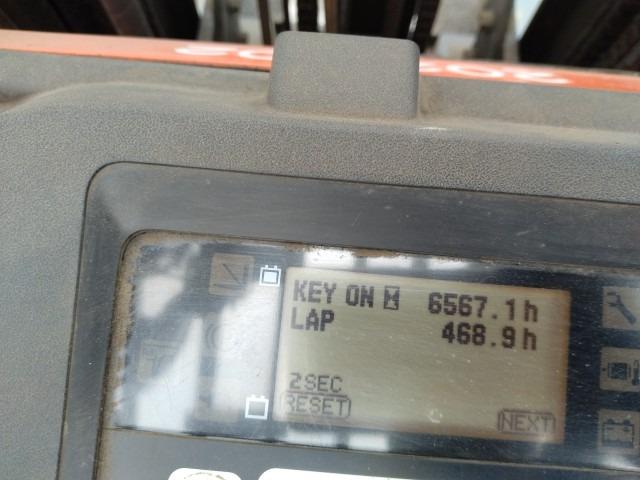 KEY ON 6567.1h
LAP 468.9h
2SEC
RESET NEXT